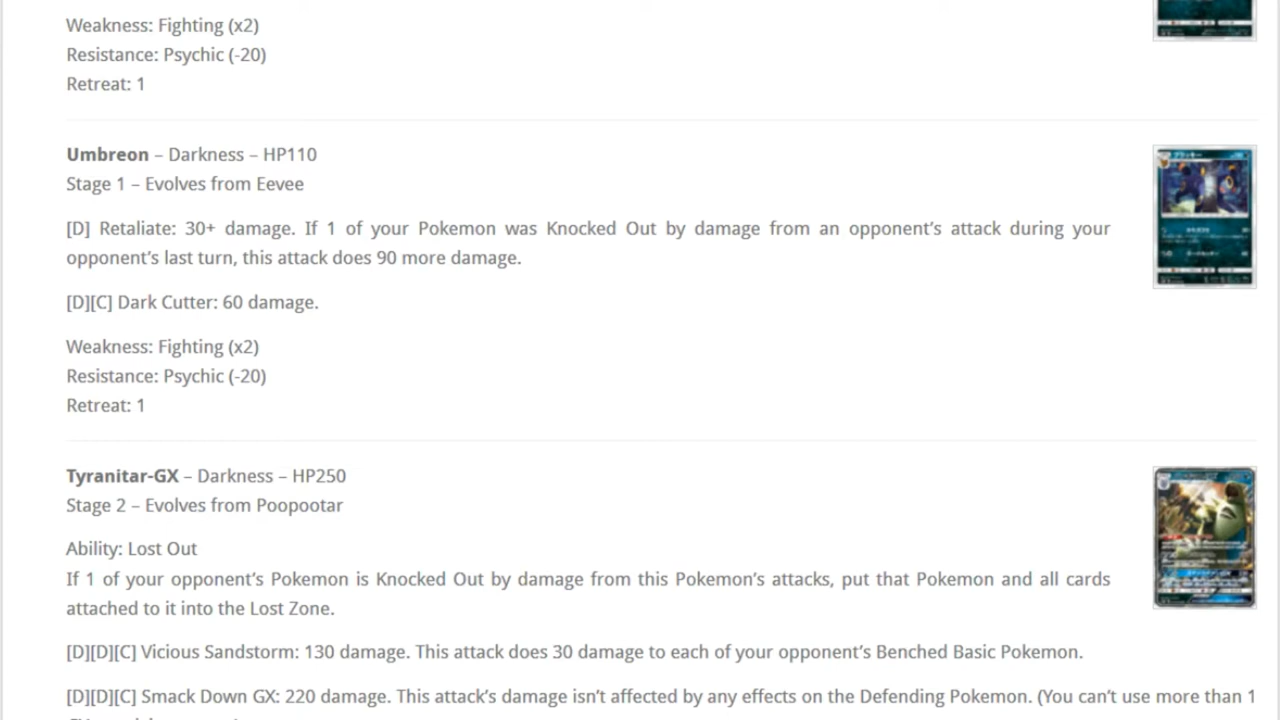 Weakness: Fighting (x2)
Resistance: Psychic (-20)
Retreat: 1
Umbreon – Darkness – HP110
Stage 1 – Evolves from Eevee
[D] Retaliate: 30+ damage. If 1 of your Pokemon was Knocked Out by damage from an opponent’s attack during your
opponent’s last turn, this attack does 90 more damage.
[D][C] Dark Cutter: 60 damage.
Weakness: Fighting (x2)
Resistance: Psychic (-20)
Retreat: 1
Tyranitar-GX – Darkness – HP250
Stage 2 – Evolves from Poopootar
Ability: Lost Out
If 1 of your opponent’s Pokemon is Knocked Out by damage from this Pokemon’s attacks, put that Pokemon and all cards
attached to it into the Lost Zone.
[D][D][C] Vicious Sandstorm: 130 damage. This attack does 30 damage to each of your opponent’s Benched Basic Pokemon.
[D][D][C] Smack Down GX: 220 damage. This attack’s damage isn’t affected by any effects on the Defending Pokemon. (You can’t use more than 1